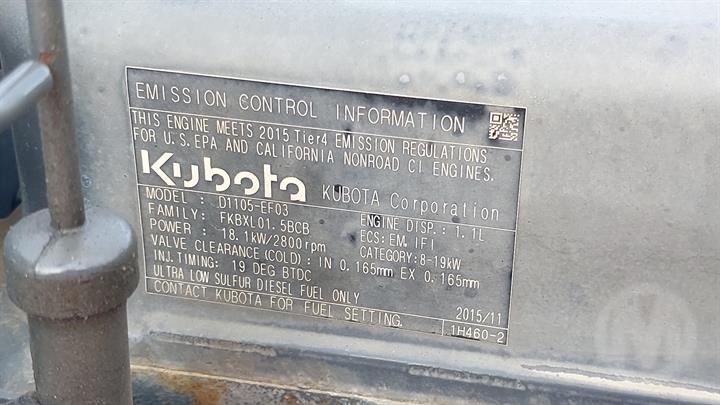 EMISSION CONTROL INFORMATION
THIS ENGINE MEETS 2015 Tier4 EMISSION REGULATIONS
FOR U.S. EPA AND CALIFORNIA NONROAD CI ENGINES.
Kubota KUBOTA Corporation
MODEL : D1105-EF03 ENGINE DISP.: 1.1L
FAMILY: FKBXL01.5BCB ECS: EM, IFI
POWER : 18.1kW/2800rpm CATEGORY: 8-19kW
VALVE CLEARANCE (COLD): IN 0.165mm EX 0.165mm
INJ. TIMING: 19 DEG BTDC
ULTRA LOW SULFUR DIESEL FUEL ONLY 2015/11
CONTACT KUBOTA FOR FUEL SETTING. 1H460-2